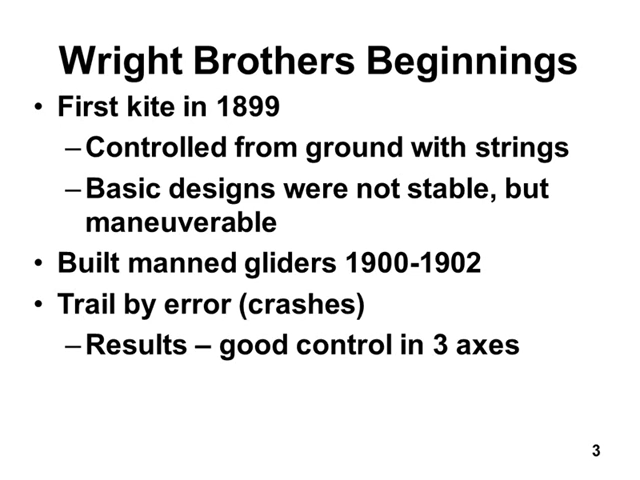 Wright Brothers Beginnings
• First kite in 1899
–Controlled from ground with strings
–Basic designs were not stable, but
maneuverable
• Built manned gliders 1900-1902
• Trail by error (crashes)
–Results – good control in 3 axes
3